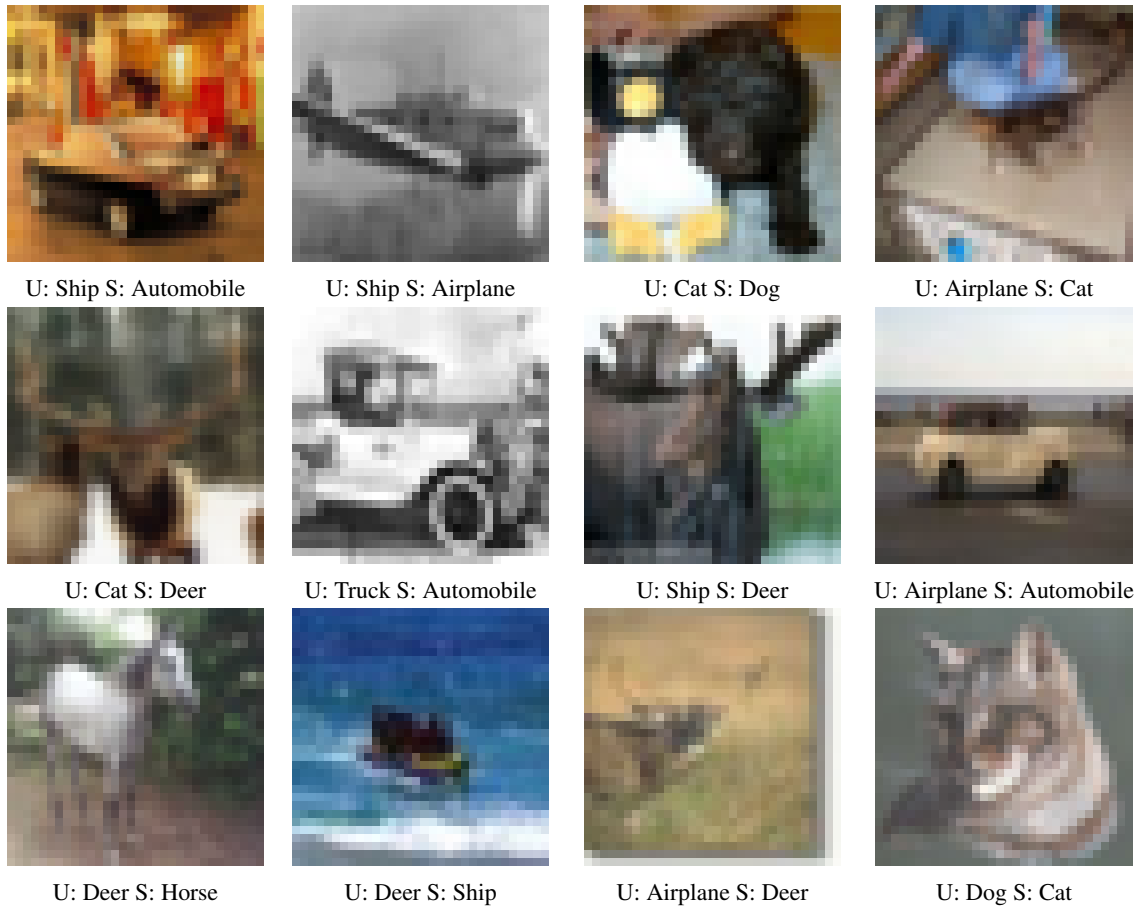 U: Ship S: Automobile
U: Ship S: Airplane
U: Cat S: Dog
U: Airplane S: Cat
U: Cat S: Deer
U: Truck S: Automobile
U: Ship S: Deer
U: Airplane S: Automobile
U: Deer S: Horse
U: Deer S: Ship
U: Airplane S: Deer
U: Dog S: Cat